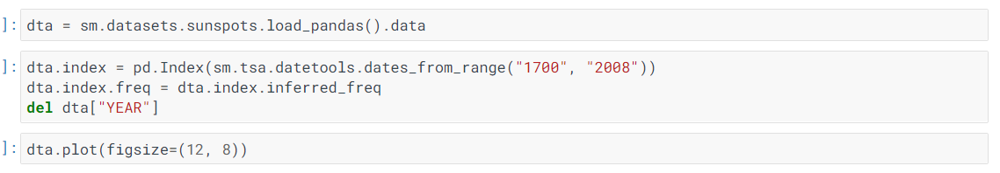 ]: dta = sm.datasets.sunspots.load_pandas().data
]: dta.index = pd.Index(sm.tsa.datetools.dates_from_range("1700", "2008"))
dta.index.freq = dta.index.inferred_freq
del dta["YEAR"]
]: dta.plot(figsize=(12, 8))